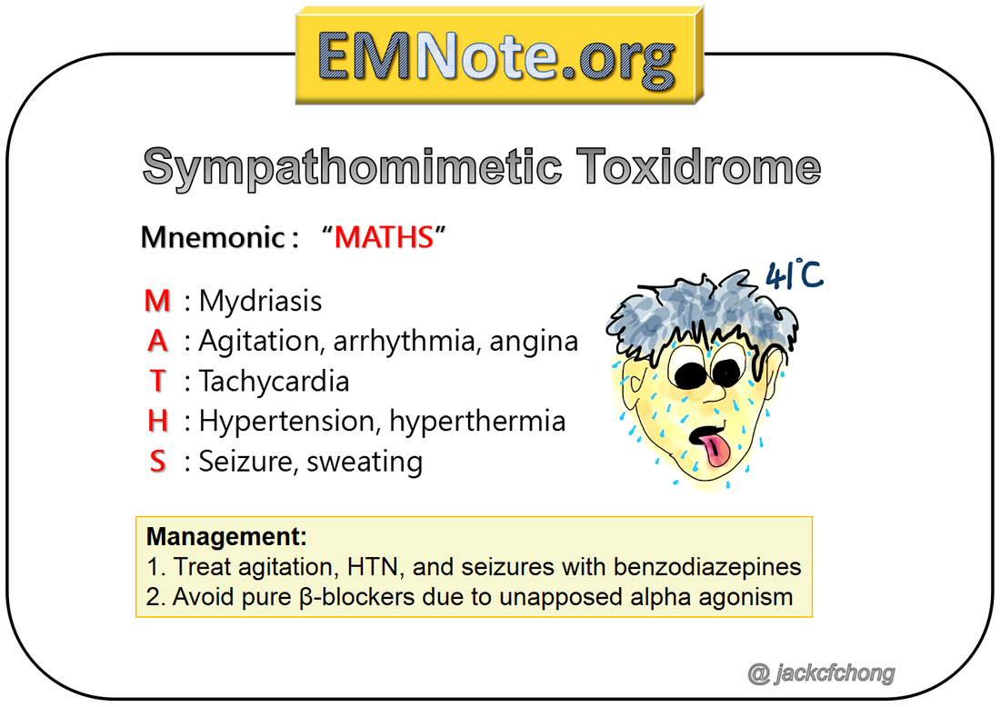 EMNote.org
Sympathomimetic Toxidrome
Mnemonic : “MATHS”
41°C
M : Mydriasis
A : Agitation, arrhythmia, angina
T : Tachycardia
H : Hypertension, hyperthermia
S : Seizure, sweating
Management:
1. Treat agitation, HTN, and seizures with benzodiazepines
2. Avoid pure β-blockers due to unapposed alpha agonism
@ jackcfchong